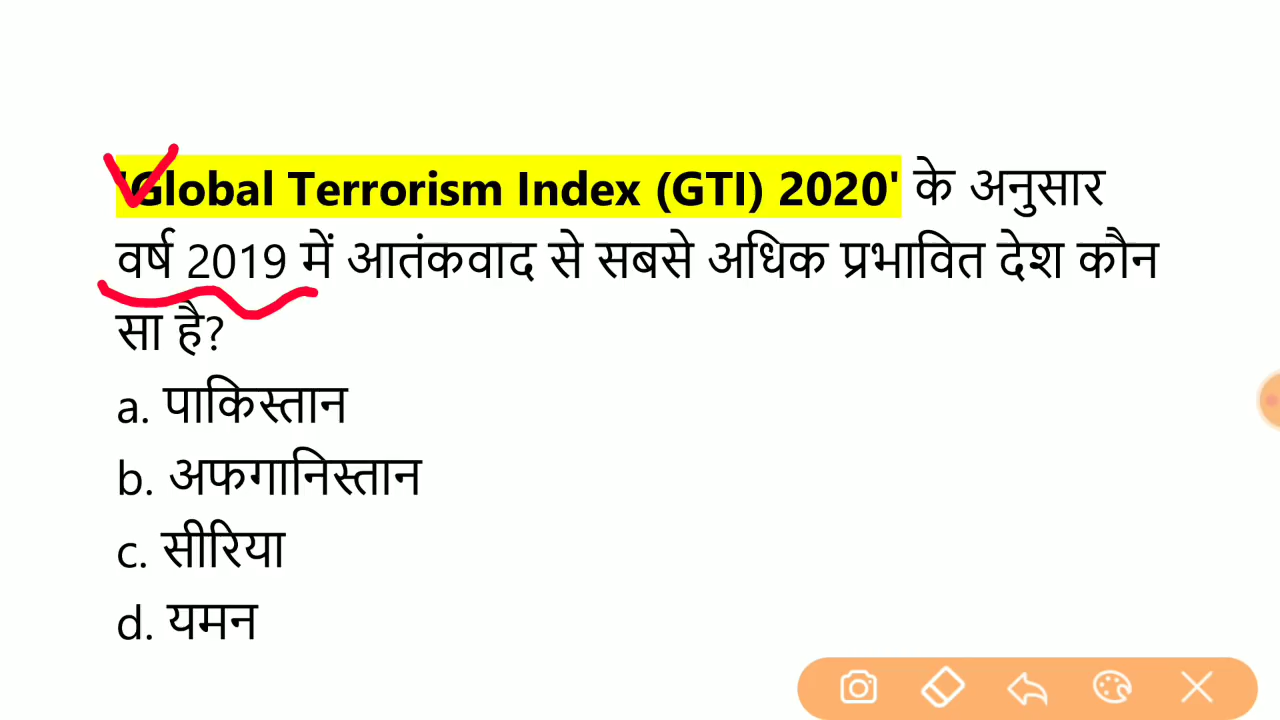 'Global Terrorism Index (GTI) 2020' के अनुसार
वर्ष 2019 में आतंकवाद से सबसे अधिक प्रभावित देश कौन
सा है?
a. पाकिस्तान
b. अफगानिस्तान
c. सीरिया
d. यमन